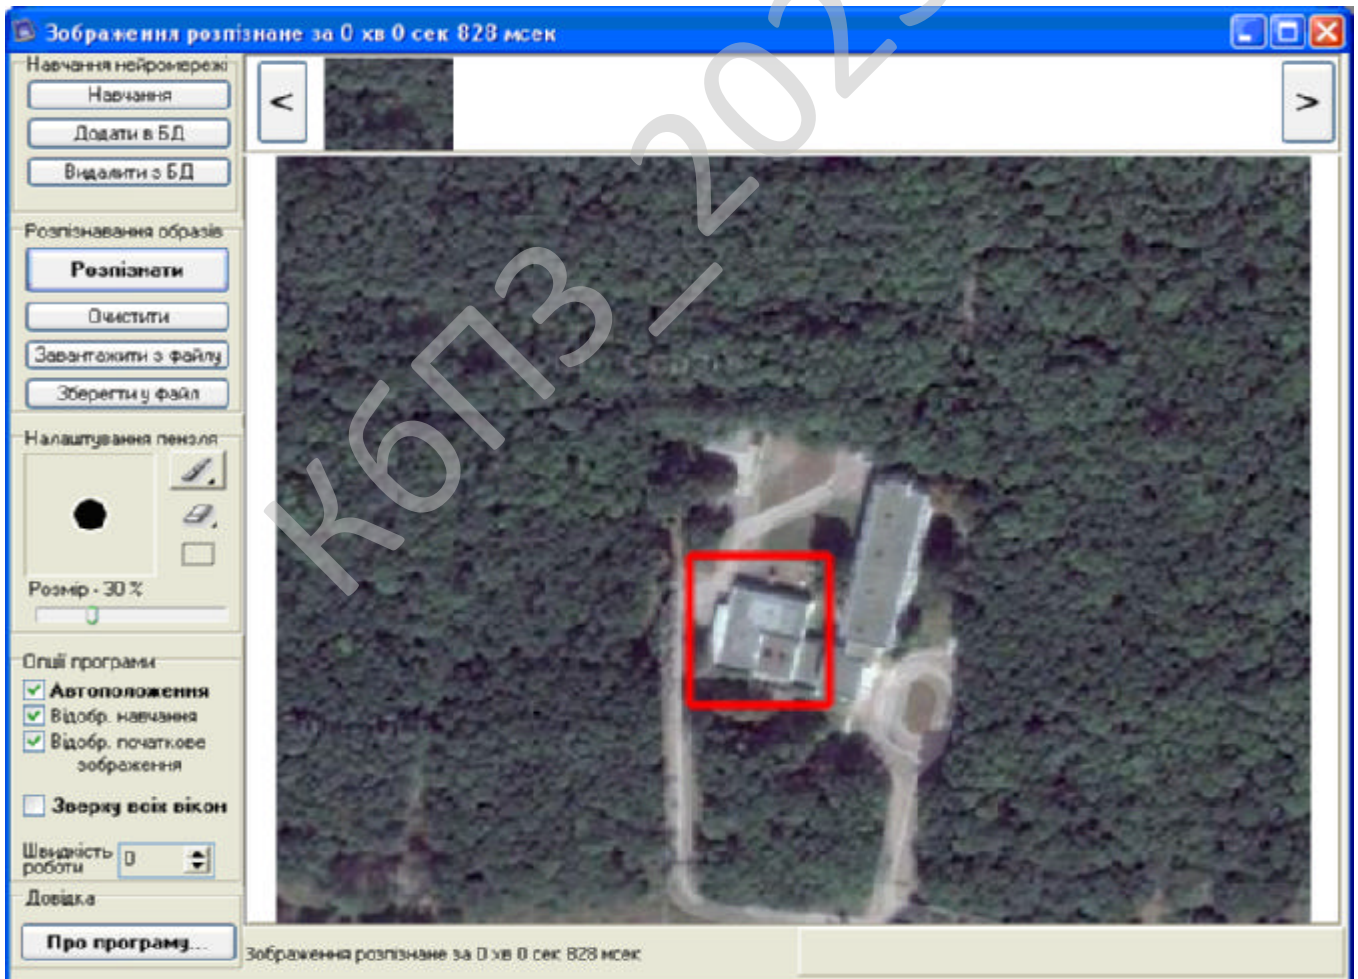 Зображення розпізнане за 0 хв 0 сек 828 мсек
Навчання нейромережі
Навчання
Додати в БД
Видалити з БД
Розпізнавання образів
Розпізнати
Очистити
Завантажити з файлу
Зберегти у файл
Налаштування пензля
Розмір - 30 %
Опції програми
Автоположення
Відобр. навчання
Відобр. початкове
зображення
Зверху всіх вікон
Швидкість
роботи
0
Довідка
Про програму...
<
>
Зображення розпізнане за 0 хв 0 сек 828 мсек